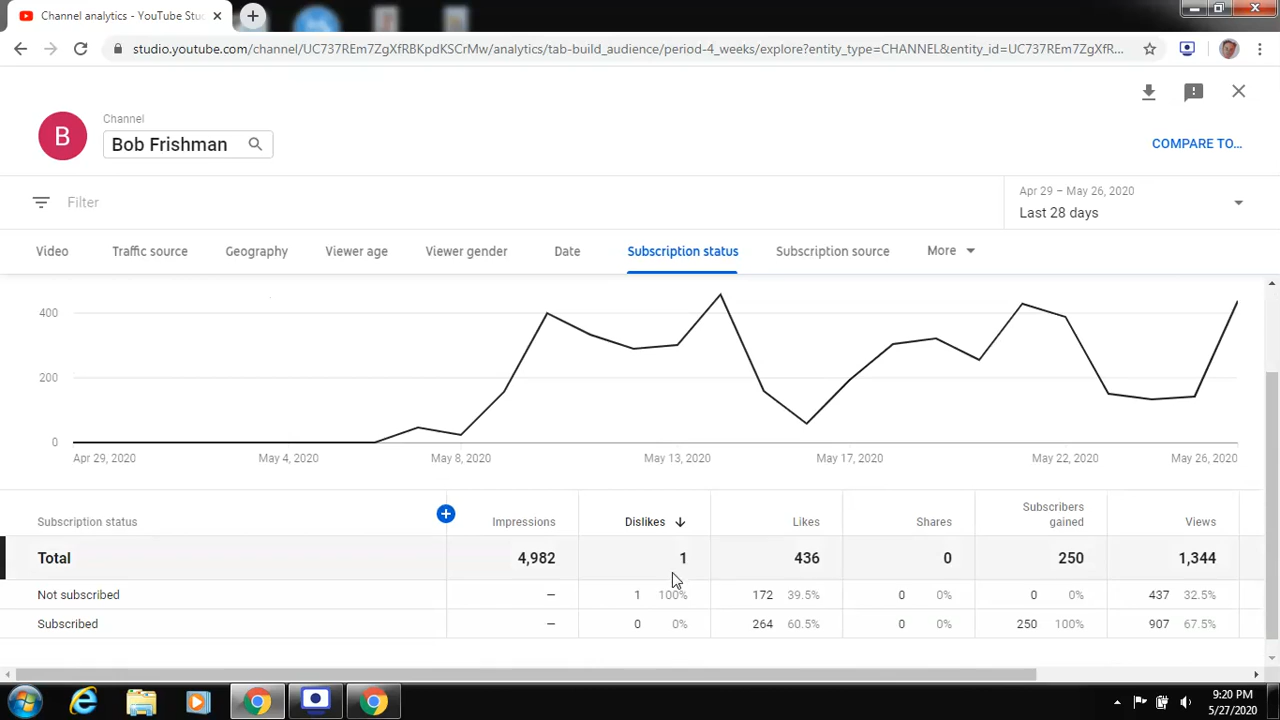 Channel analytics - YouTube Stu
studio.youtube.com/channel/UC737REm7ZgXfRBKpdKSCrMw/analytics/tab-build_audience/period-4_weeks/explore?entity_type=CHANNEL&entity_id=UC737REm7ZgXfR...
B
Channel
Bob Frishman
COMPARE TO...
Filter
Apr 29 – May 26, 2020
Last 28 days
Video Traffic source Geography Viewer age Viewer gender Date Subscription status Subscription source More
400
200
0
Apr 29, 2020 May 4, 2020 May 8, 2020 May 13, 2020 May 17, 2020 May 22, 2020 May 26, 2020
Subscription status Impressions Dislikes Likes Shares Subscribers gained Views
Total 4,982 1 436 0 250 1,344
Not subscribed — 1 100% 172 39.5% 0 0% 0 0% 437 32.5%
Subscribed — 0 0% 264 60.5% 0 0% 250 100% 907 67.5%
9:20 PM
5/27/2020